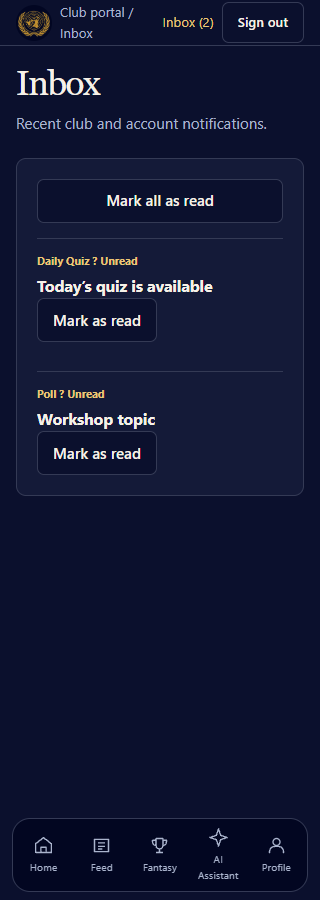 Club portal /
Inbox
Inbox (2)
Sign out
Inbox
Recent club and account notifications.
Mark all as read
Daily Quiz ? Unread
Today's quiz is available
Mark as read
Poll ? Unread
Workshop topic
Mark as read
Home
Feed
Fantasy
AI
Assistant
Profile